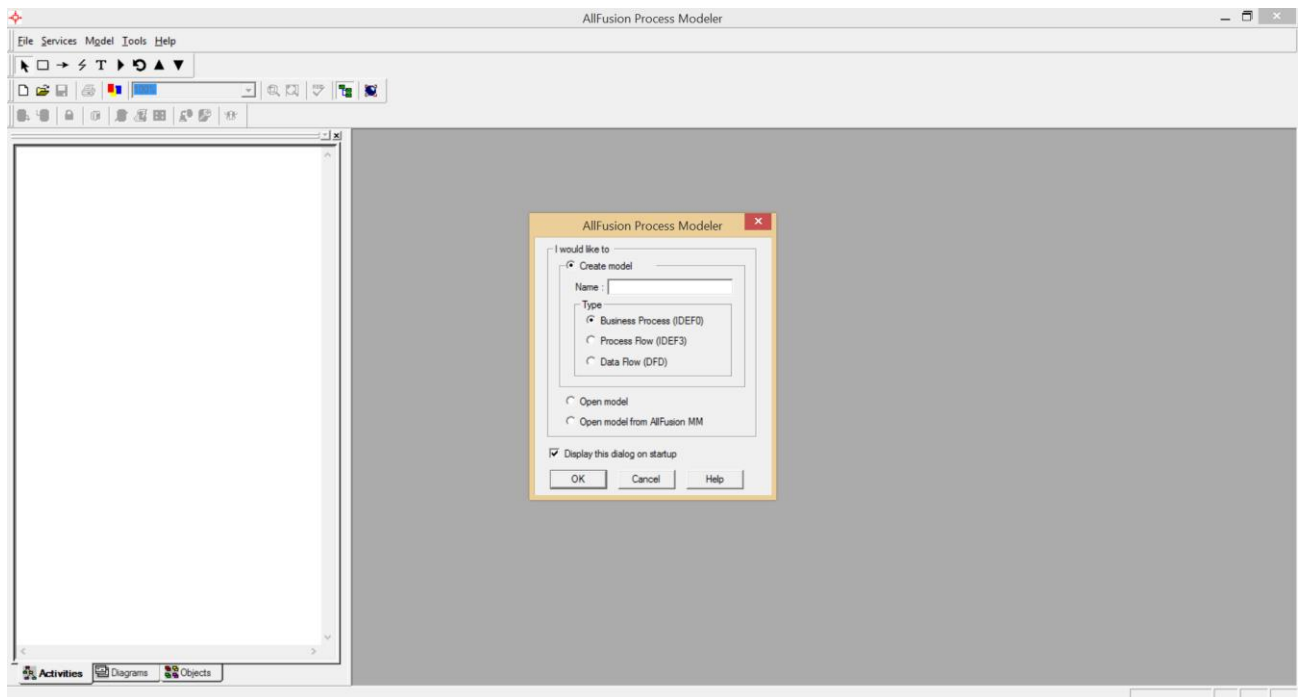 AllFusion Process Modeler
File Services Model Tools Help
T
AllFusion Process Modeler
I would like to
Create model
Name :
Type
Business Process (IDEF0)
Process Flow (IDEF3)
Data Flow (DFD)
Open model
Open model from AllFusion MM
Display this dialog on startup
OK Cancel Help
Activities Diagrams Objects